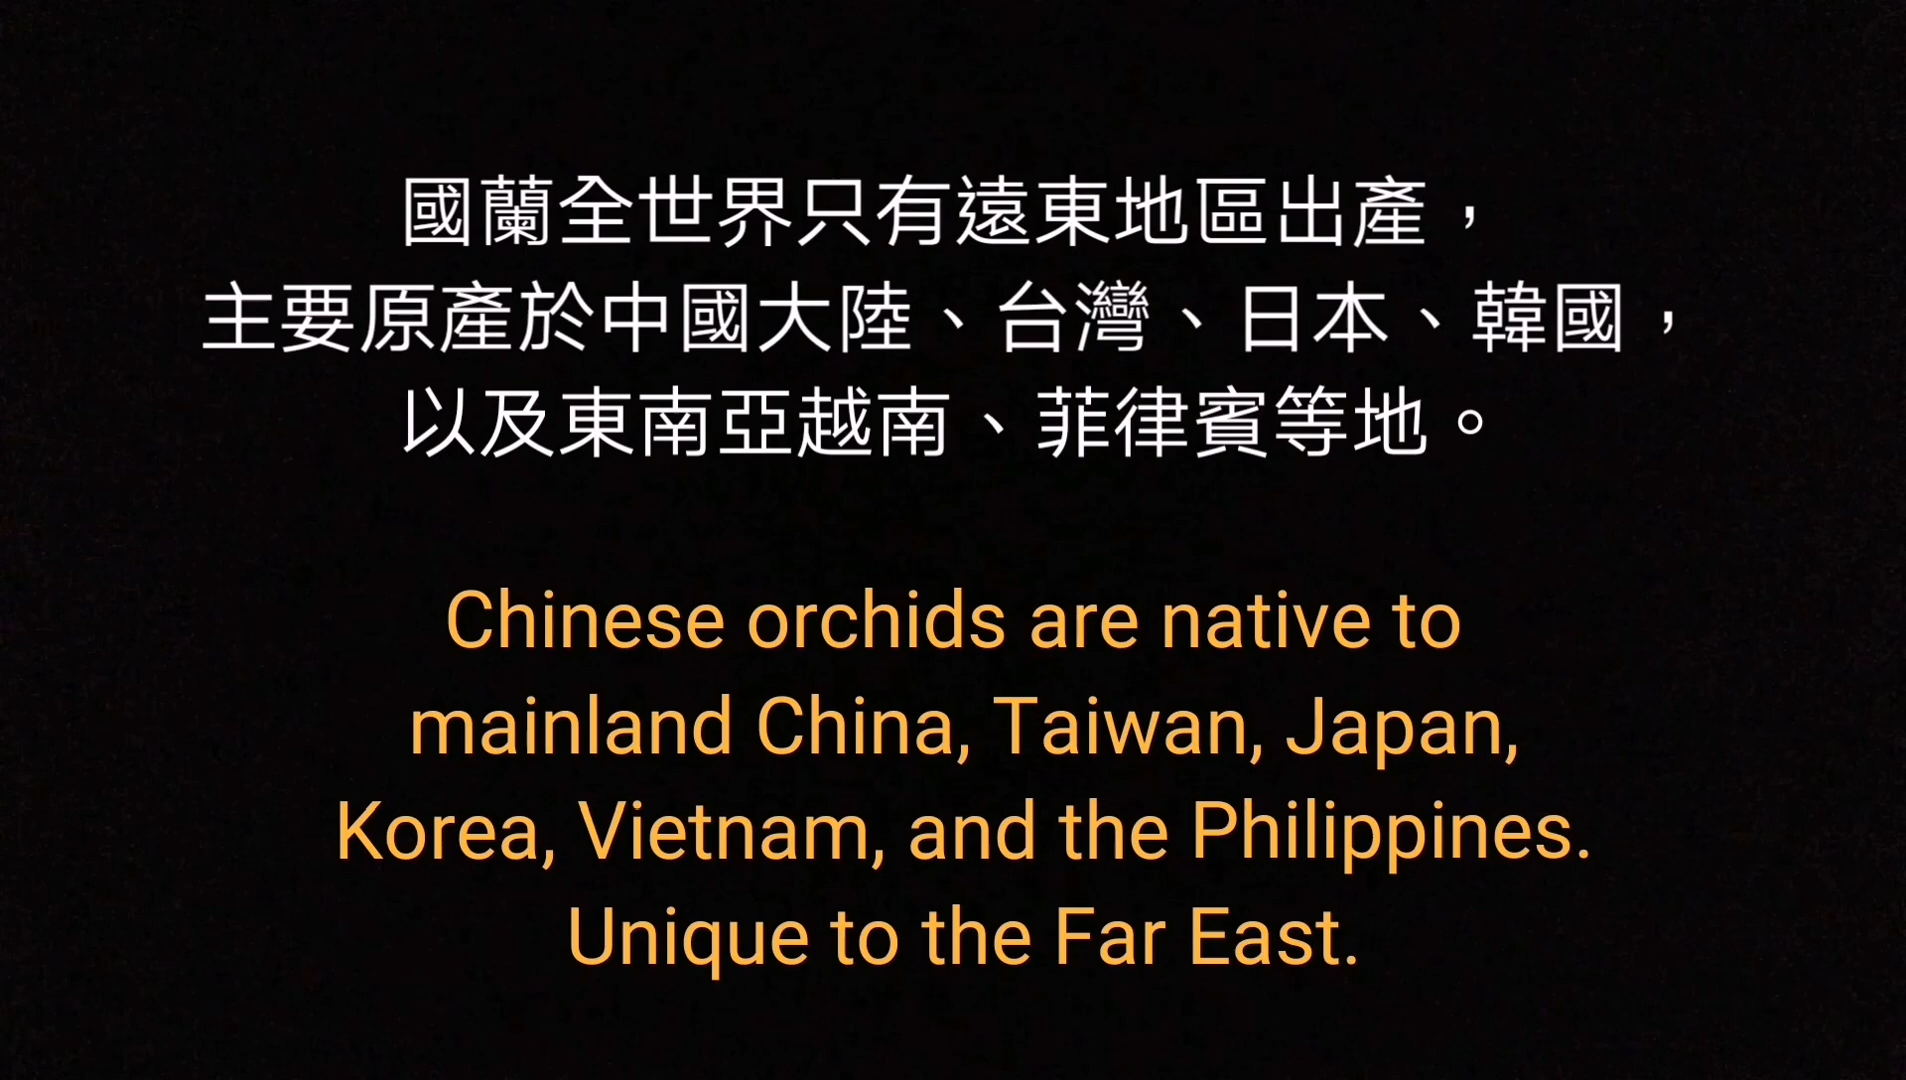 國蘭全世界只有遠東地區出產，
主要原產於中國大陸、台灣、日本、韓國，
以及東南亞越南、菲律賓等地。
Chinese orchids are native to
mainland China, Taiwan, Japan,
Korea, Vietnam, and the Philippines.
Unique to the Far East.